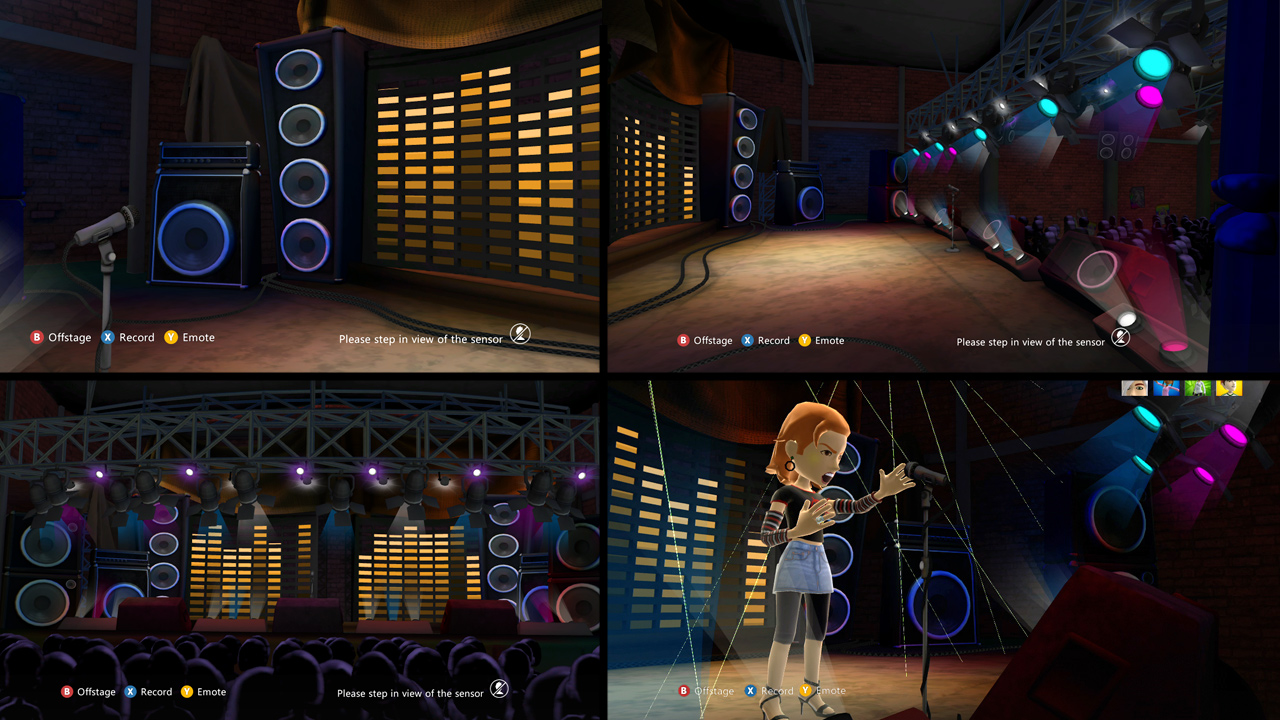 B Offstage X Record Y Emote Please step in view of the sensor
B Offstage X Record Y Emote Please step in view of the sensor
B Offstage X Record Y Emote Please step in view of the sensor
B Offstage X Record Y Emote